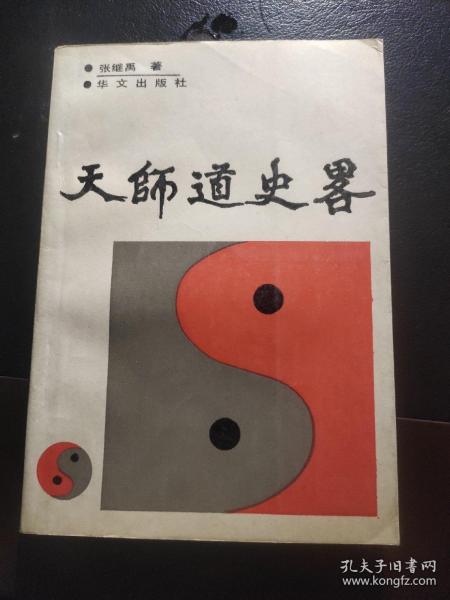 ● 张继禹 著
● 华文出版社
天師道史畧
孔夫子旧书网
www.kongfz.com